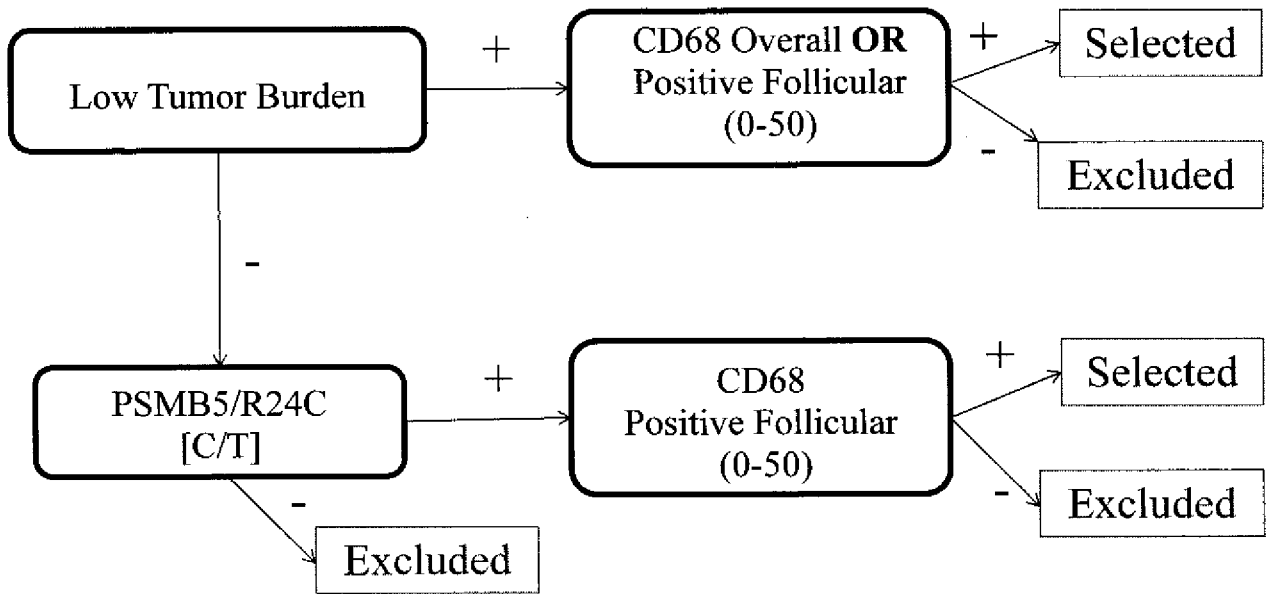 Low Tumor Burden
+
CD68 Overall OR
Positive Follicular
(0-50)
+
Selected
-
Excluded
-
PSMB5/R24C
[C/T]
+
CD68
Positive Follicular
(0-50)
+
Selected
-
Excluded
-
Excluded